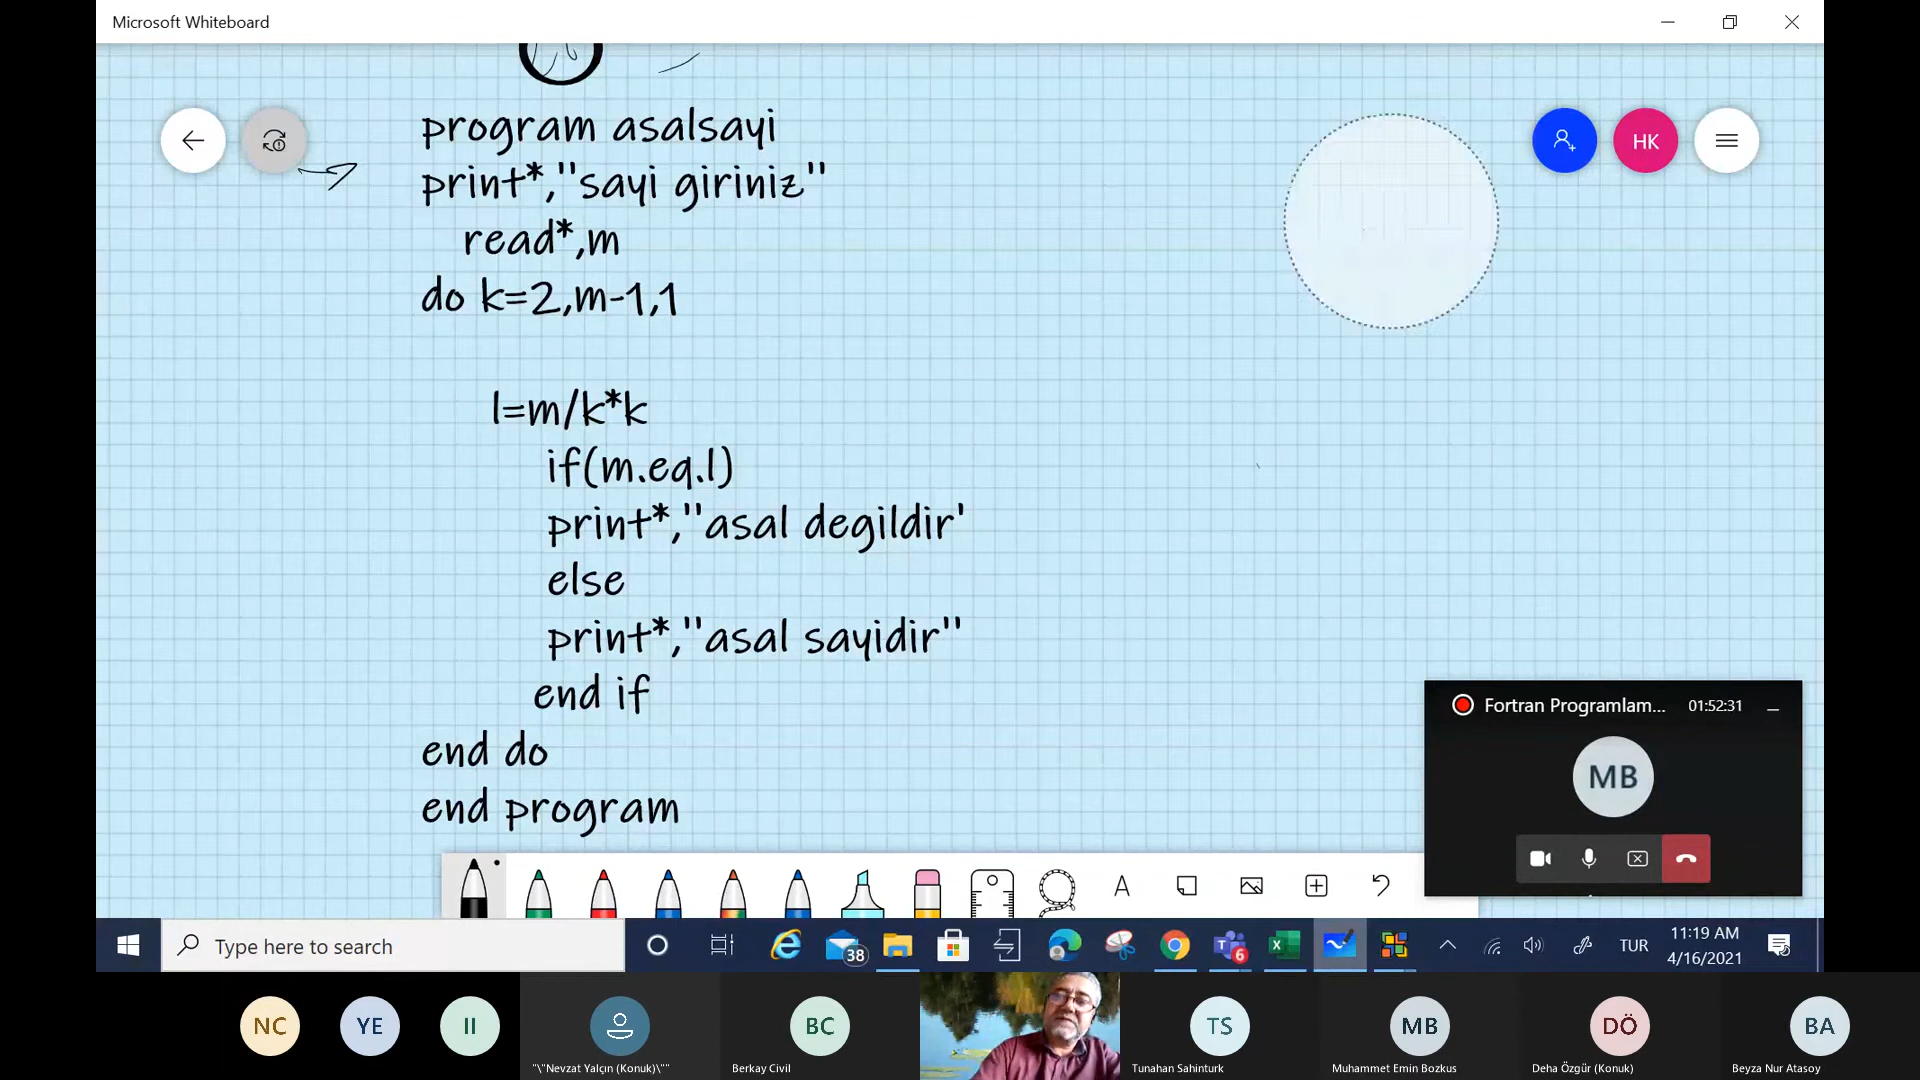 Microsoft Whiteboard
HK
program asalsayi
print*,"sayi giriniz"
read*,m
do k=2,m-1,1
l=m/k*k
if(m.eq.l)
print*,"asal degildir'
else
print*,"asal sayidir"
end if
end do
end program
Fortran Programlam... 01:52:31
MB
A
Type here to search
38
6
TUR
11:19 AM
4/16/2021
NC
YE
II
BC
TS
MB
DÖ
BA
"\"Nevzat Yalçın (Konuk)\""
Berkay Civil
Tunahan Sahinturk
Muhammet Emin Bozkus
Deha Özgür (Konuk)
Beyza Nur Atasoy